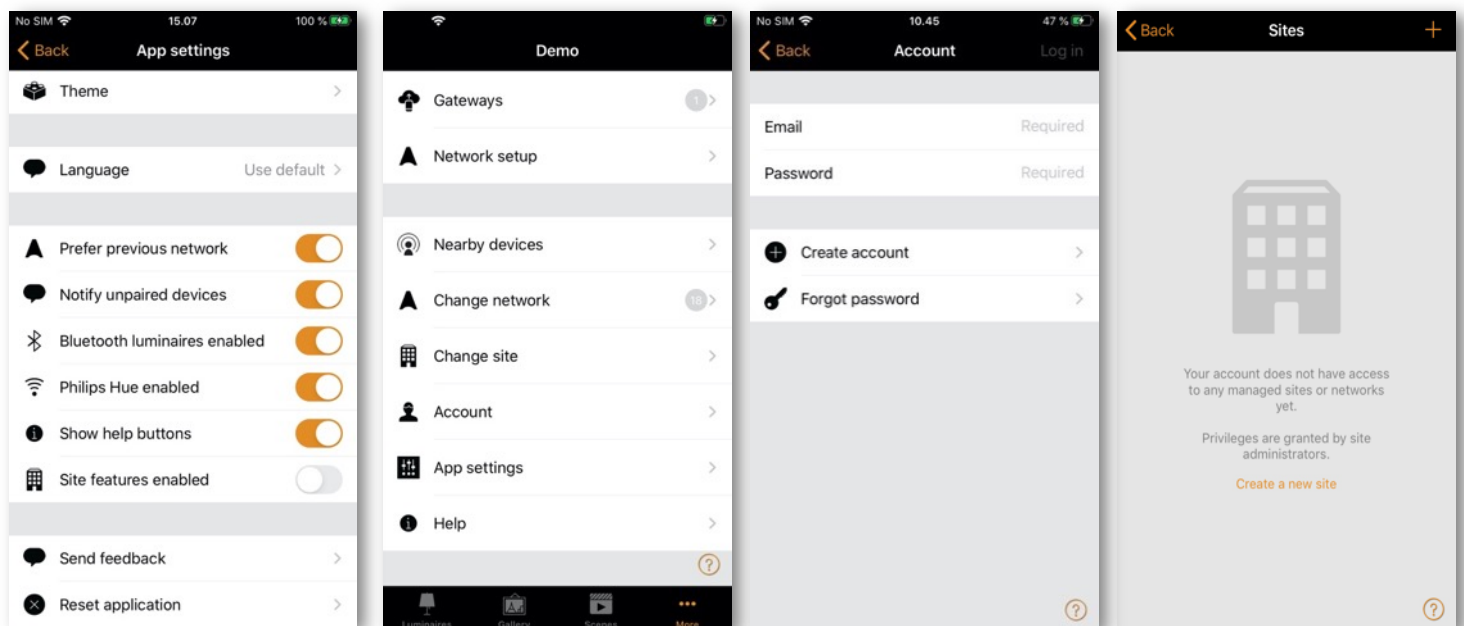 No SIM 15.07 100 %
Back App settings
Theme
Language Use default
Prefer previous network
Notify unpaired devices
Bluetooth luminaires enabled
Philips Hue enabled
Show help buttons
Site features enabled
Send feedback
Reset application
Demo
Gateways 1
Network setup
Nearby devices
Change network 18
Change site
Account
App settings
Help
?
Luminaires Gallery Scenes More
No SIM 10.45 47 %
Back Account Log in
Email Required
Password Required
Create account
Forgot password
?
Back Sites +
Your account does not have access
to any managed sites or networks
yet.
Privileges are granted by site
administrators.
Create a new site
?